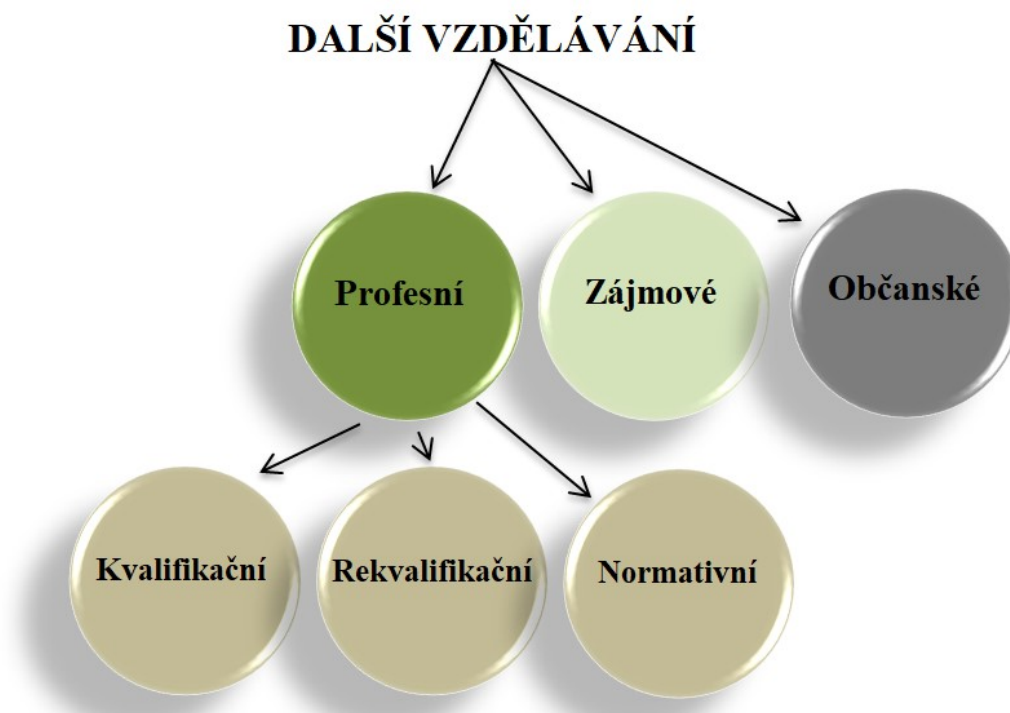 DALŠÍ VZDĚLÁVÁNÍ
Profesní
Zájmové
Občanské
Kvalifikační
Rekvalifikační
Normativní